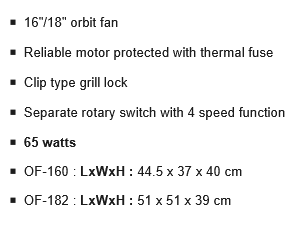 ▪ 16"/18" orbit fan
▪ Reliable motor protected with thermal fuse
▪ Clip type grill lock
▪ Separate rotary switch with 4 speed function
▪ 65 watts
▪ OF-160 : LxWxH : 44.5 x 37 x 40 cm
▪ OF-182 : LxWxH : 51 x 51 x 39 cm